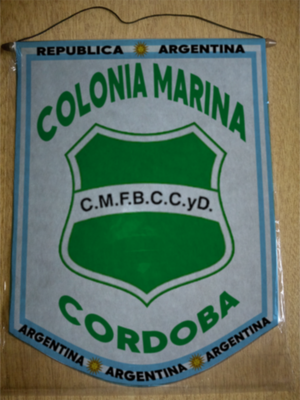 REPUBLICA ARGENTINA
COLONIA MARINA
C.M.F.B.C.C.yD.
CORDOBA
ARGENTINA ARGENTINA ARGENTINA